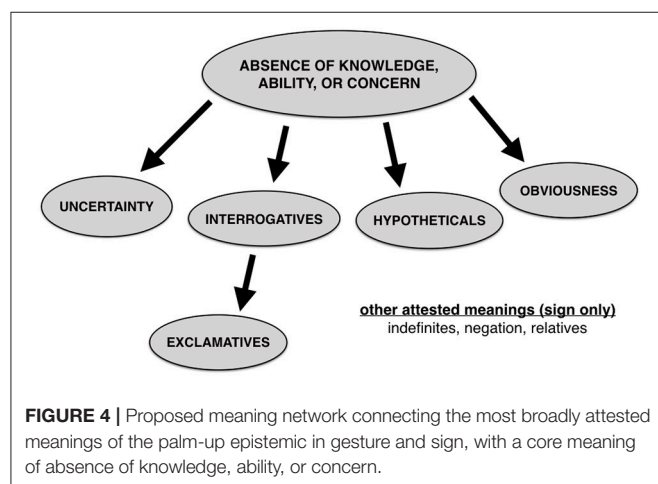 ABSENCE OF KNOWLEDGE,
ABILITY, OR CONCERN
UNCERTAINTY
INTERROGATIVES
HYPOTHETICALS
OBVIOUSNESS
EXCLAMATIVES
other attested meanings (sign only)
indefinites, negation, relatives
FIGURE 4 | Proposed meaning network connecting the most broadly attested
meanings of the palm-up epistemic in gesture and sign, with a core meaning
of absence of knowledge, ability, or concern.